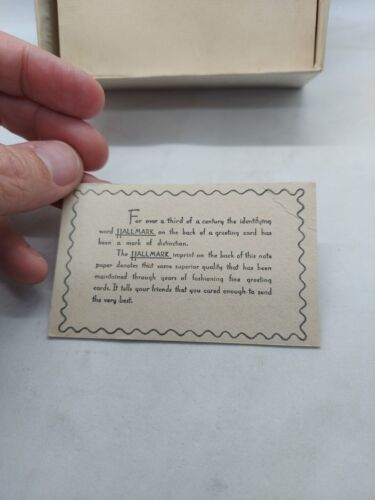 For over a third of a century the identifying
word HALLMARK on the back of a greeting card has
been a mark of distinction.
The HALLMARK imprint on the back of this note
paper denotes that same superior quality that has been
maintained through years of fashioning fine greeting
cards. It tells your friends that you cared enough-to send
the very best.